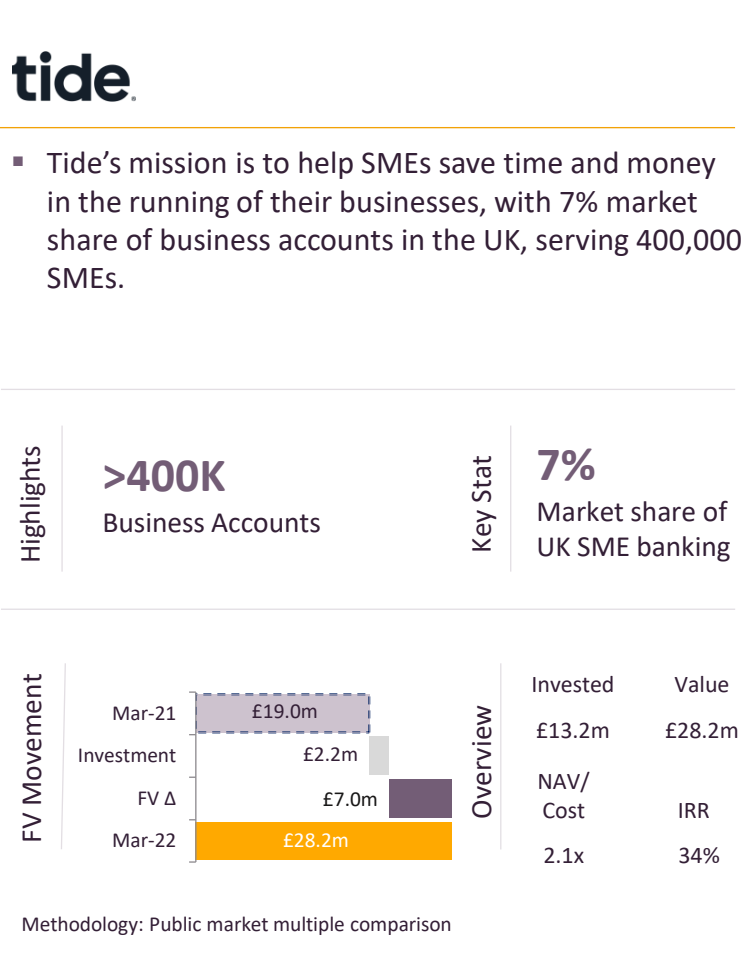 tide.
▪ Tide’s mission is to help SMEs save time and money
in the running of their businesses, with 7% market
share of business accounts in the UK, serving 400,000
SMEs.
Highlights
>400K
Business Accounts
Key Stat
7%
Market share of
UK SME banking
FV Movement
Mar-21 £19.0m
Investment £2.2m
FV Δ £7.0m
Mar-22 £28.2m
Overview
Invested Value
£13.2m £28.2m
NAV/
Cost IRR
2.1x 34%
Methodology: Public market multiple comparison